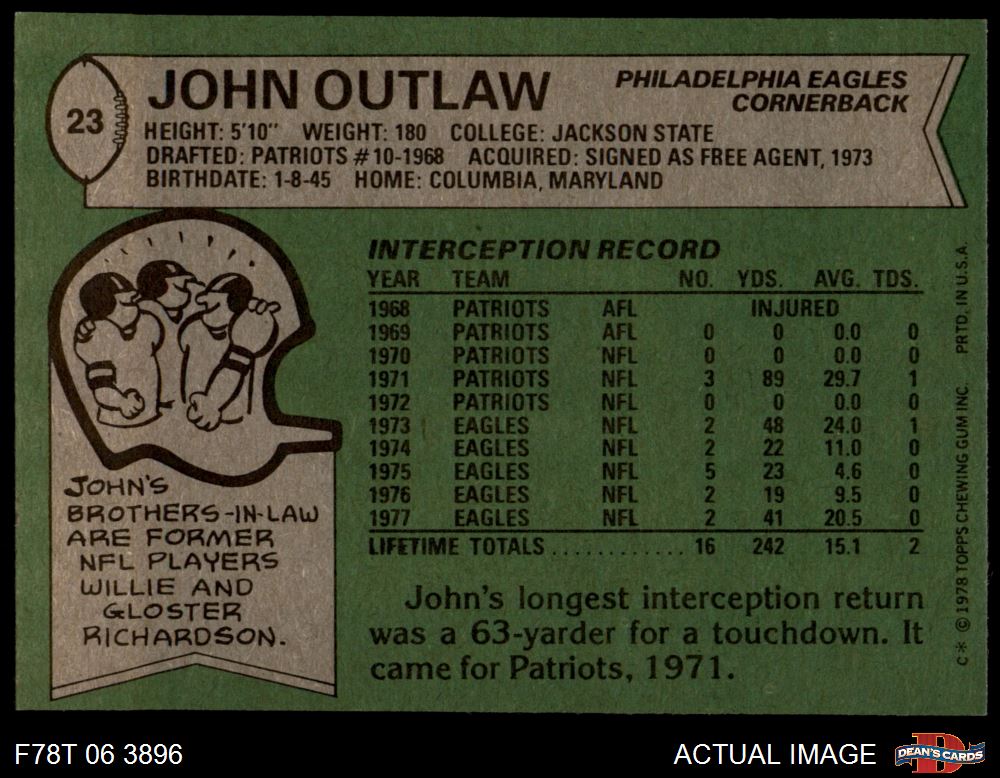 23
JOHN OUTLAW
PHILADELPHIA EAGLES
CORNERBACK
HEIGHT: 5'10" WEIGHT: 180 COLLEGE: JACKSON STATE
DRAFTED: PATRIOTS #10-1968 ACQUIRED: SIGNED AS FREE AGENT, 1973
BIRTHDATE: 1-8-45 HOME: COLUMBIA, MARYLAND
INTERCEPTION RECORD
YEAR TEAM NO. YDS. AVG. TDS.
1968 PATRIOTS AFL INJURED
1969 PATRIOTS AFL 0 0 0.0 0
1970 PATRIOTS NFL 0 0 0.0 0
1971 PATRIOTS NFL 3 89 29.7 1
1972 PATRIOTS NFL 0 0 0.0 0
1973 EAGLES NFL 2 48 24.0 1
1974 EAGLES NFL 2 22 11.0 0
1975 EAGLES NFL 5 23 4.6 0
1976 EAGLES NFL 2 19 9.5 0
1977 EAGLES NFL 2 41 20.5 0
LIFETIME TOTALS............ 16 242 15.1 2
JOHN'S
BROTHERS-IN-LAW
ARE FORMER
NFL PLAYERS
WILLIE AND
GLOSTER
RICHARDSON.
John's longest interception return
was a 63-yarder for a touchdown. It
came for Patriots, 1971.
C* © 1978 TOPPS CHEWING GUM INC. PRTD. IN U.S.A.
F78T 06 3896
ACTUAL IMAGE
D
DEAN'S CARDS